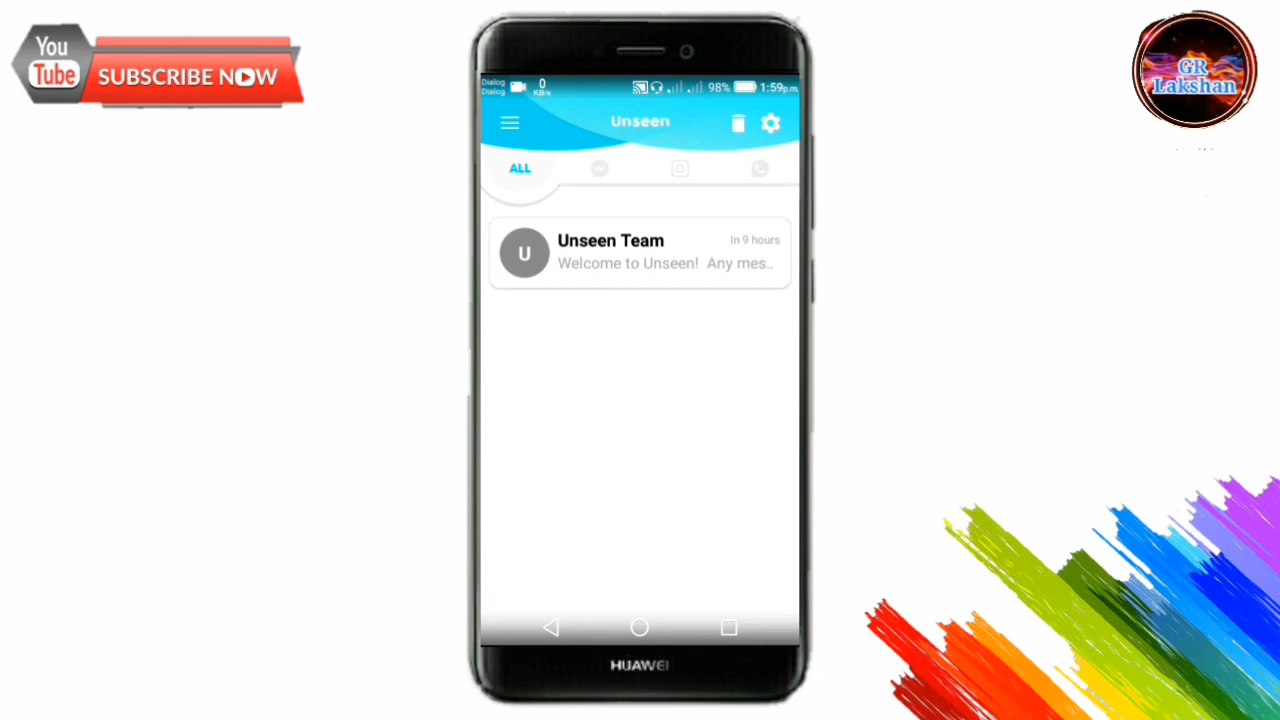 You
Tube
SUBSCRIBE NOW
GR
Lakshan
Dialog
Dialog
0
KB/s
98%
1:59p.m.
Unseen
ALL
Unseen Team
In 9 hours
U
Welcome to Unseen!  Any mes..
HUAWEI